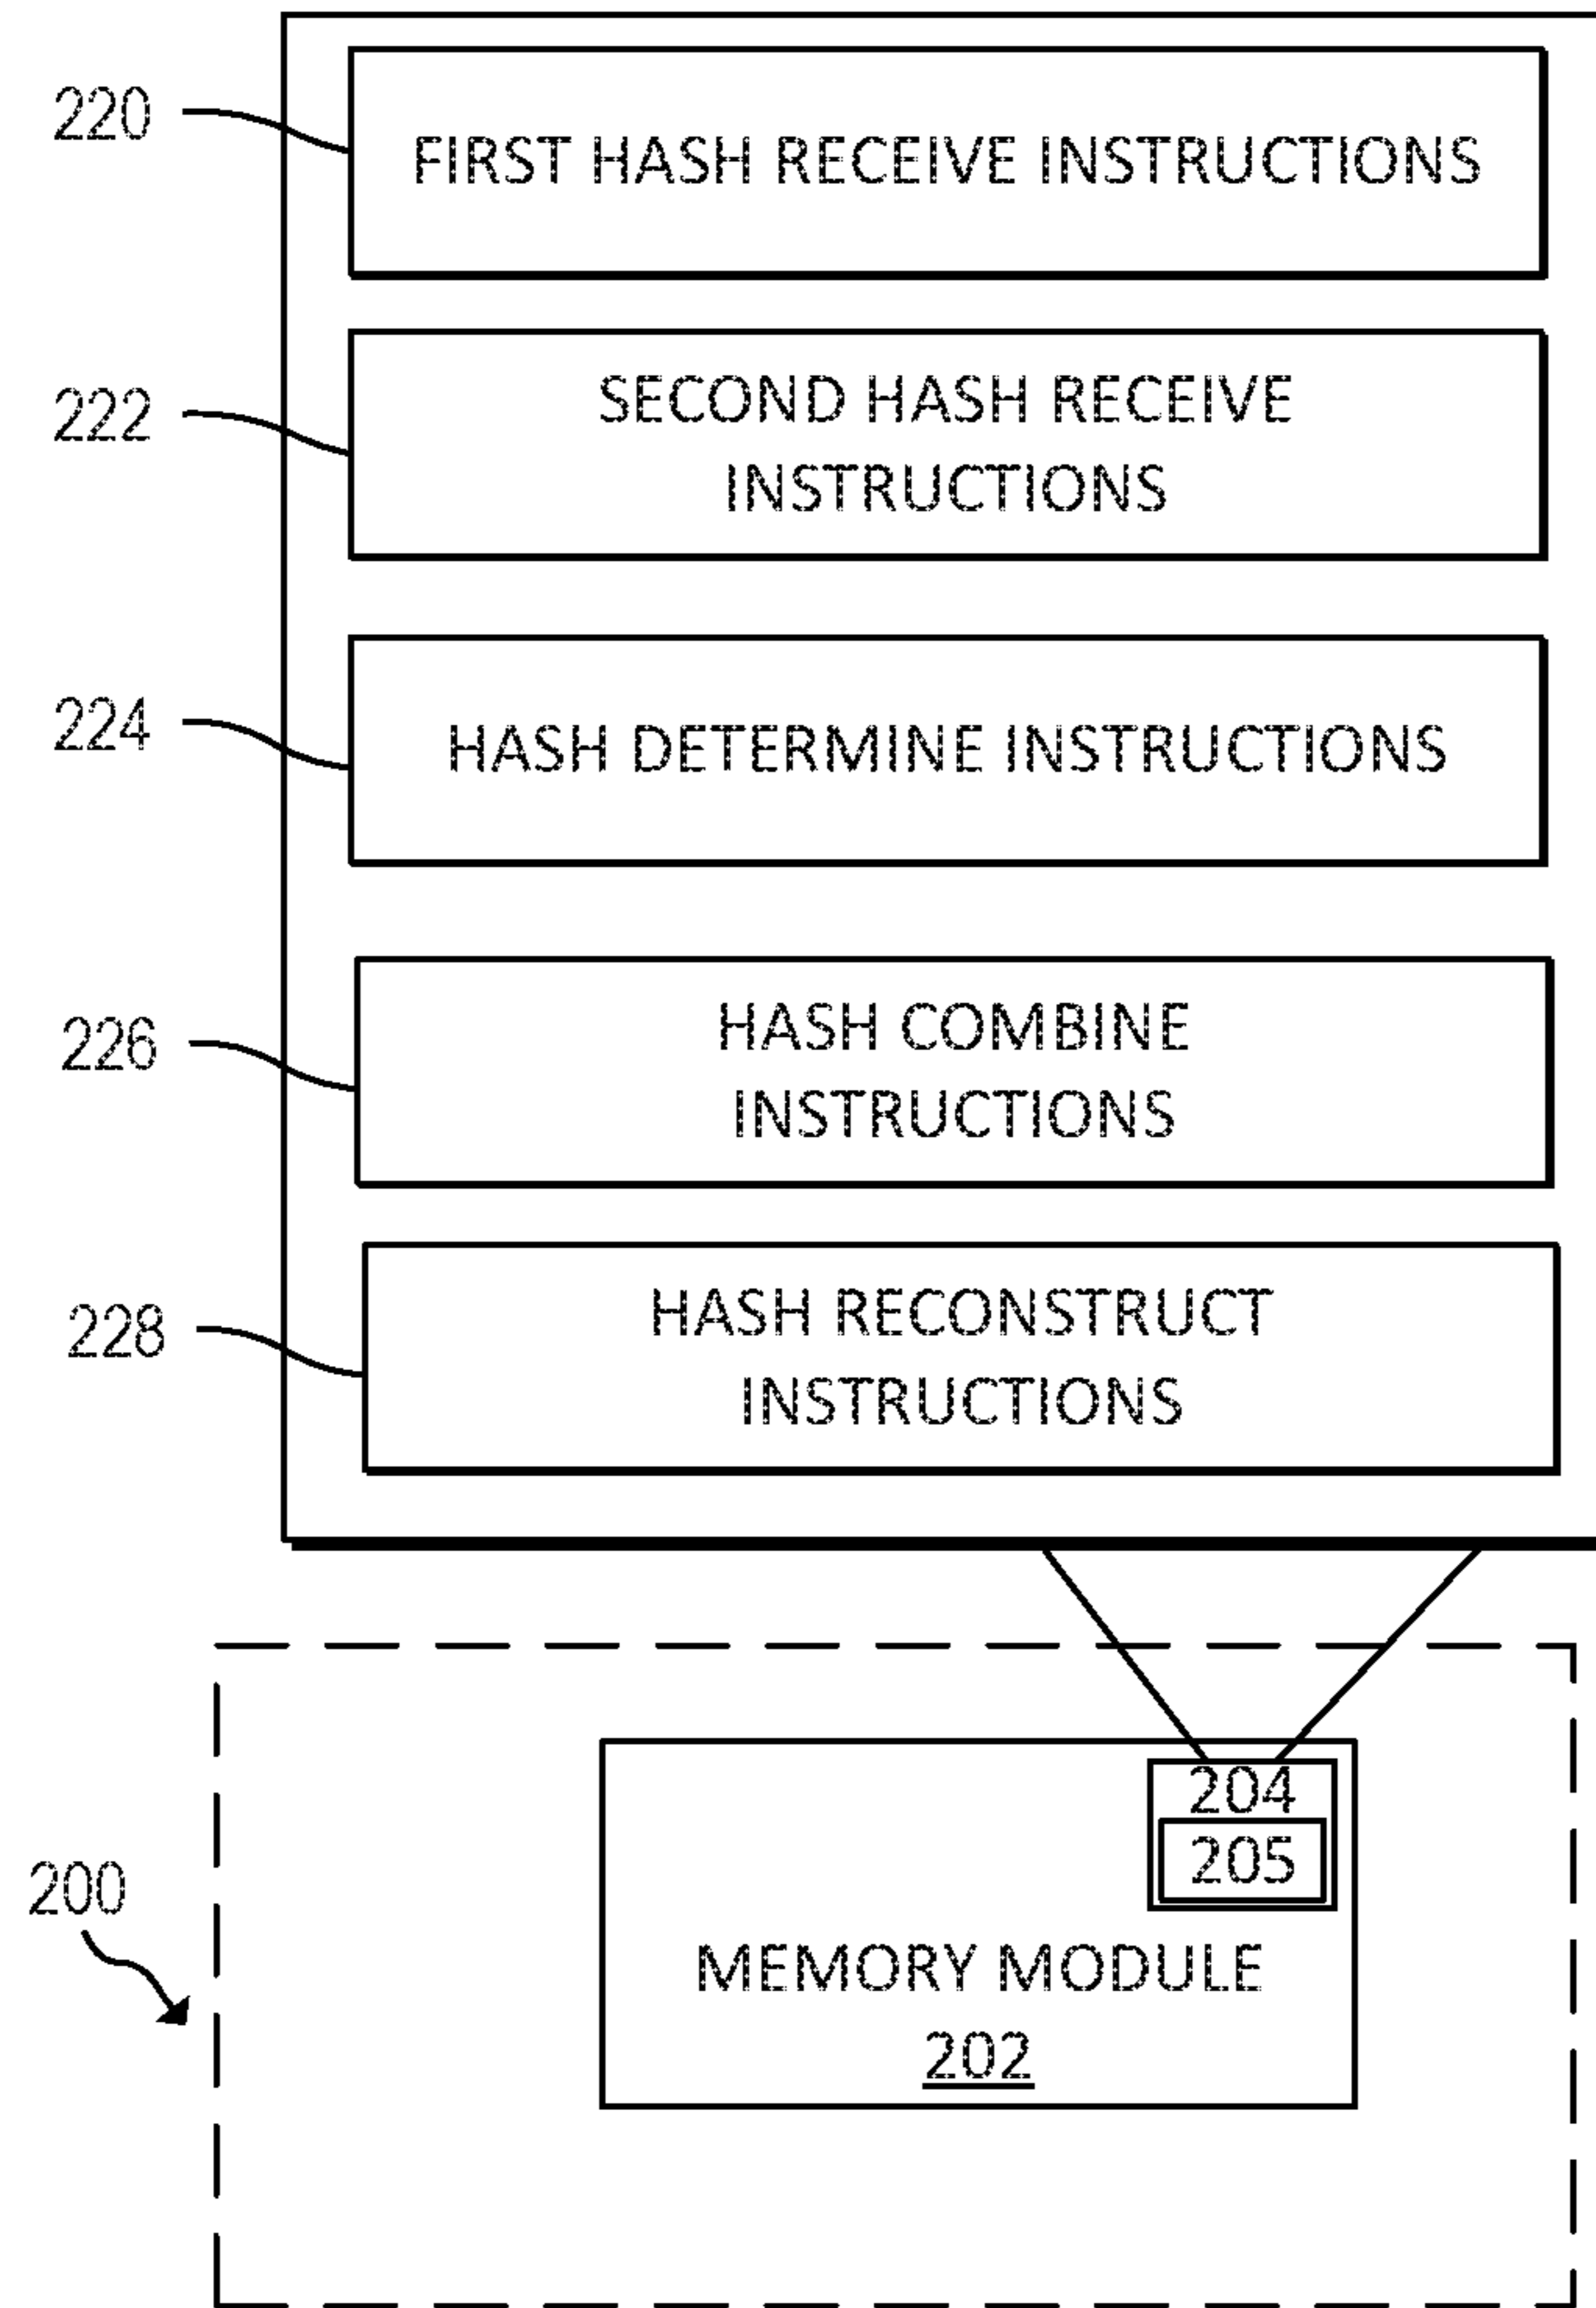 220
FIRST HASH RECEIVE INSTRUCTIONS
222
SECOND HASH RECEIVE
INSTRUCTIONS
224
HASH DETERMINE INSTRUCTIONS
226
HASH COMBINE
INSTRUCTIONS
228
HASH RECONSTRUCT
INSTRUCTIONS
204
205
200
MEMORY MODULE
202